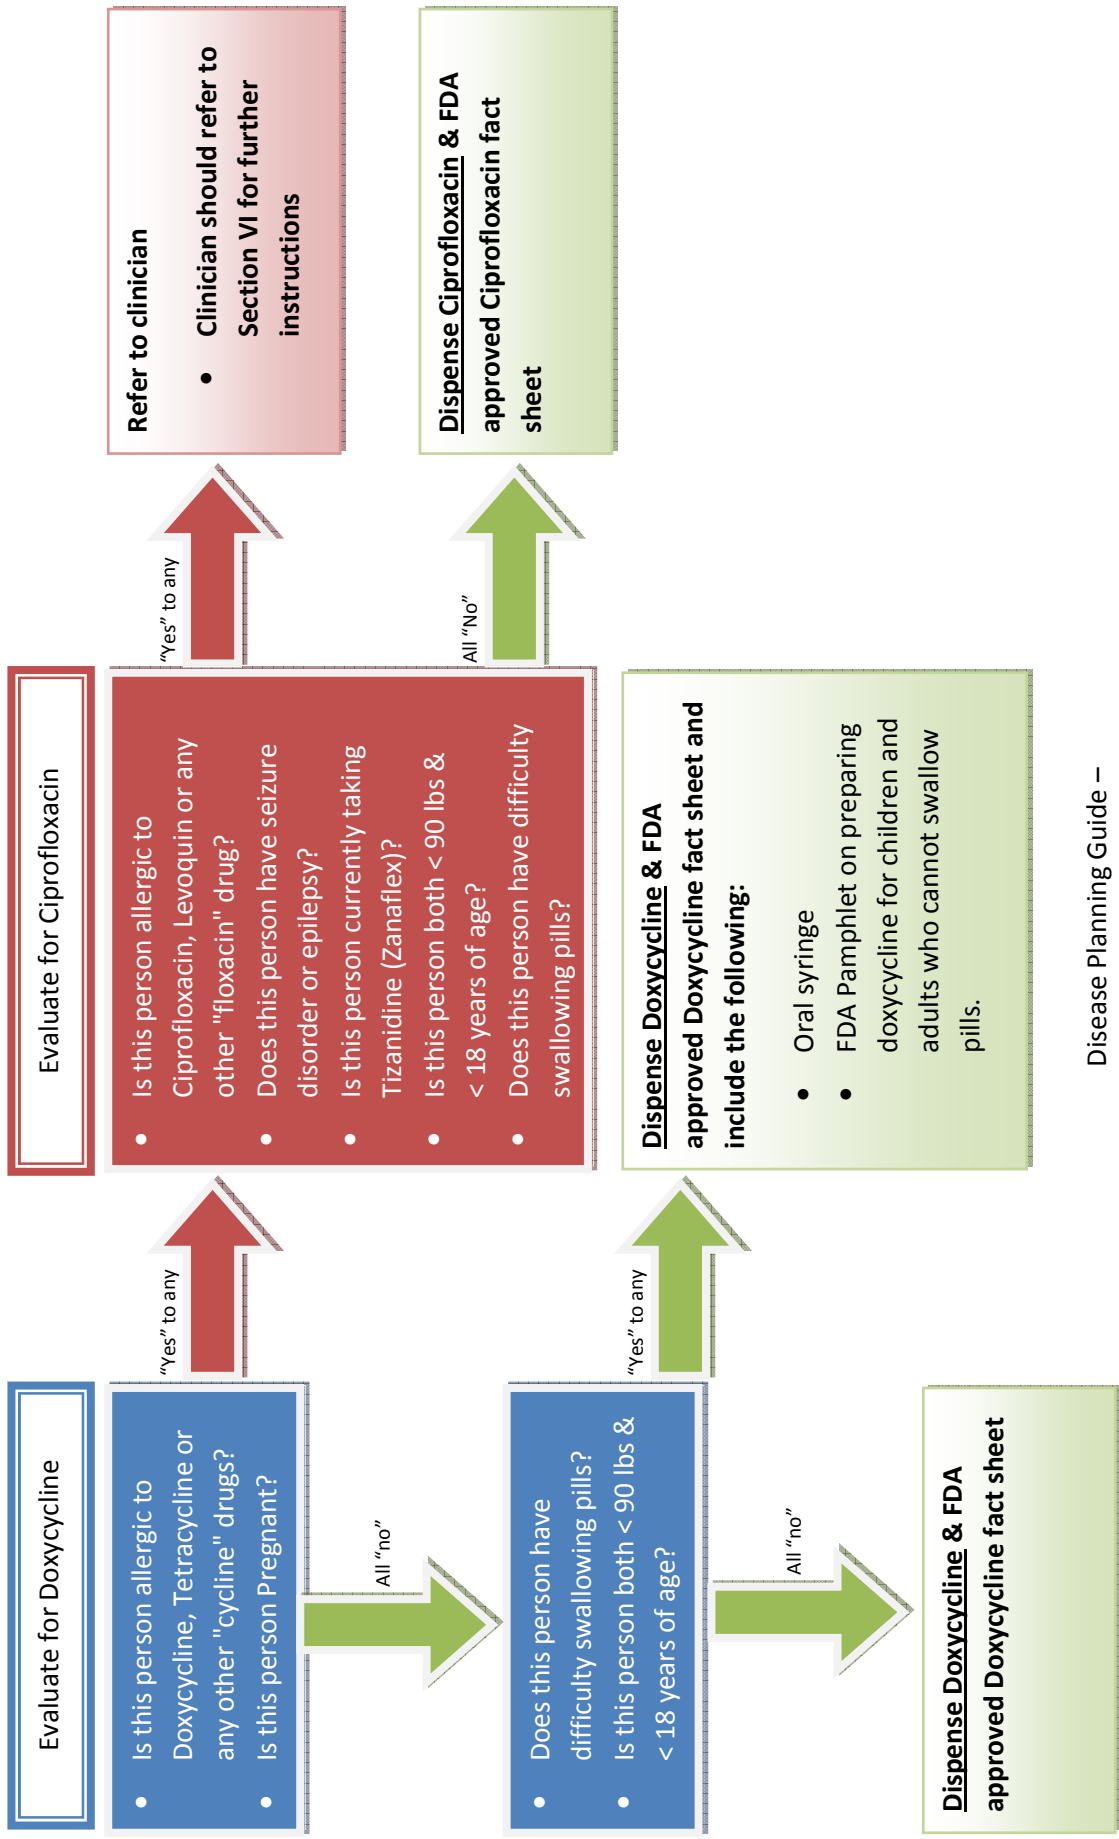 Evaluate for Doxycycline
• Is this person allergic to
Doxycycline, Tetracycline or
any other "cycline" drugs?
• Is this person Pregnant?
"Yes" to any
All "no"
Evaluate for Ciprofloxacin
• Is this person allergic to
Ciprofloxacin, Levoquin or any
other "floxacin" drug?
• Does this person have seizure
disorder or epilepsy?
• Is this person currently taking
Tizanidine (Zanaflex)?
• Is this person both < 90 lbs &
< 18 years of age?
• Does this person have difficulty
swallowing pills?
"Yes" to any
Refer to clinician
• Clinician should refer to
Section VI for further
instructions
All "No"
Dispense Ciprofloxacin & FDA
approved Ciprofloxacin fact
sheet
• Does this person have
difficulty swallowing pills?
• Is this person both < 90 lbs &
< 18 years of age?
"Yes" to any
Dispense Doxycycline & FDA
approved Doxycycline fact sheet and
include the following:
• Oral syringe
• FDA Pamphlet on preparing
doxycycline for children and
adults who cannot swallow
pills.
All "no"
Dispense Doxycycline & FDA
approved Doxycycline fact sheet
Disease Planning Guide –